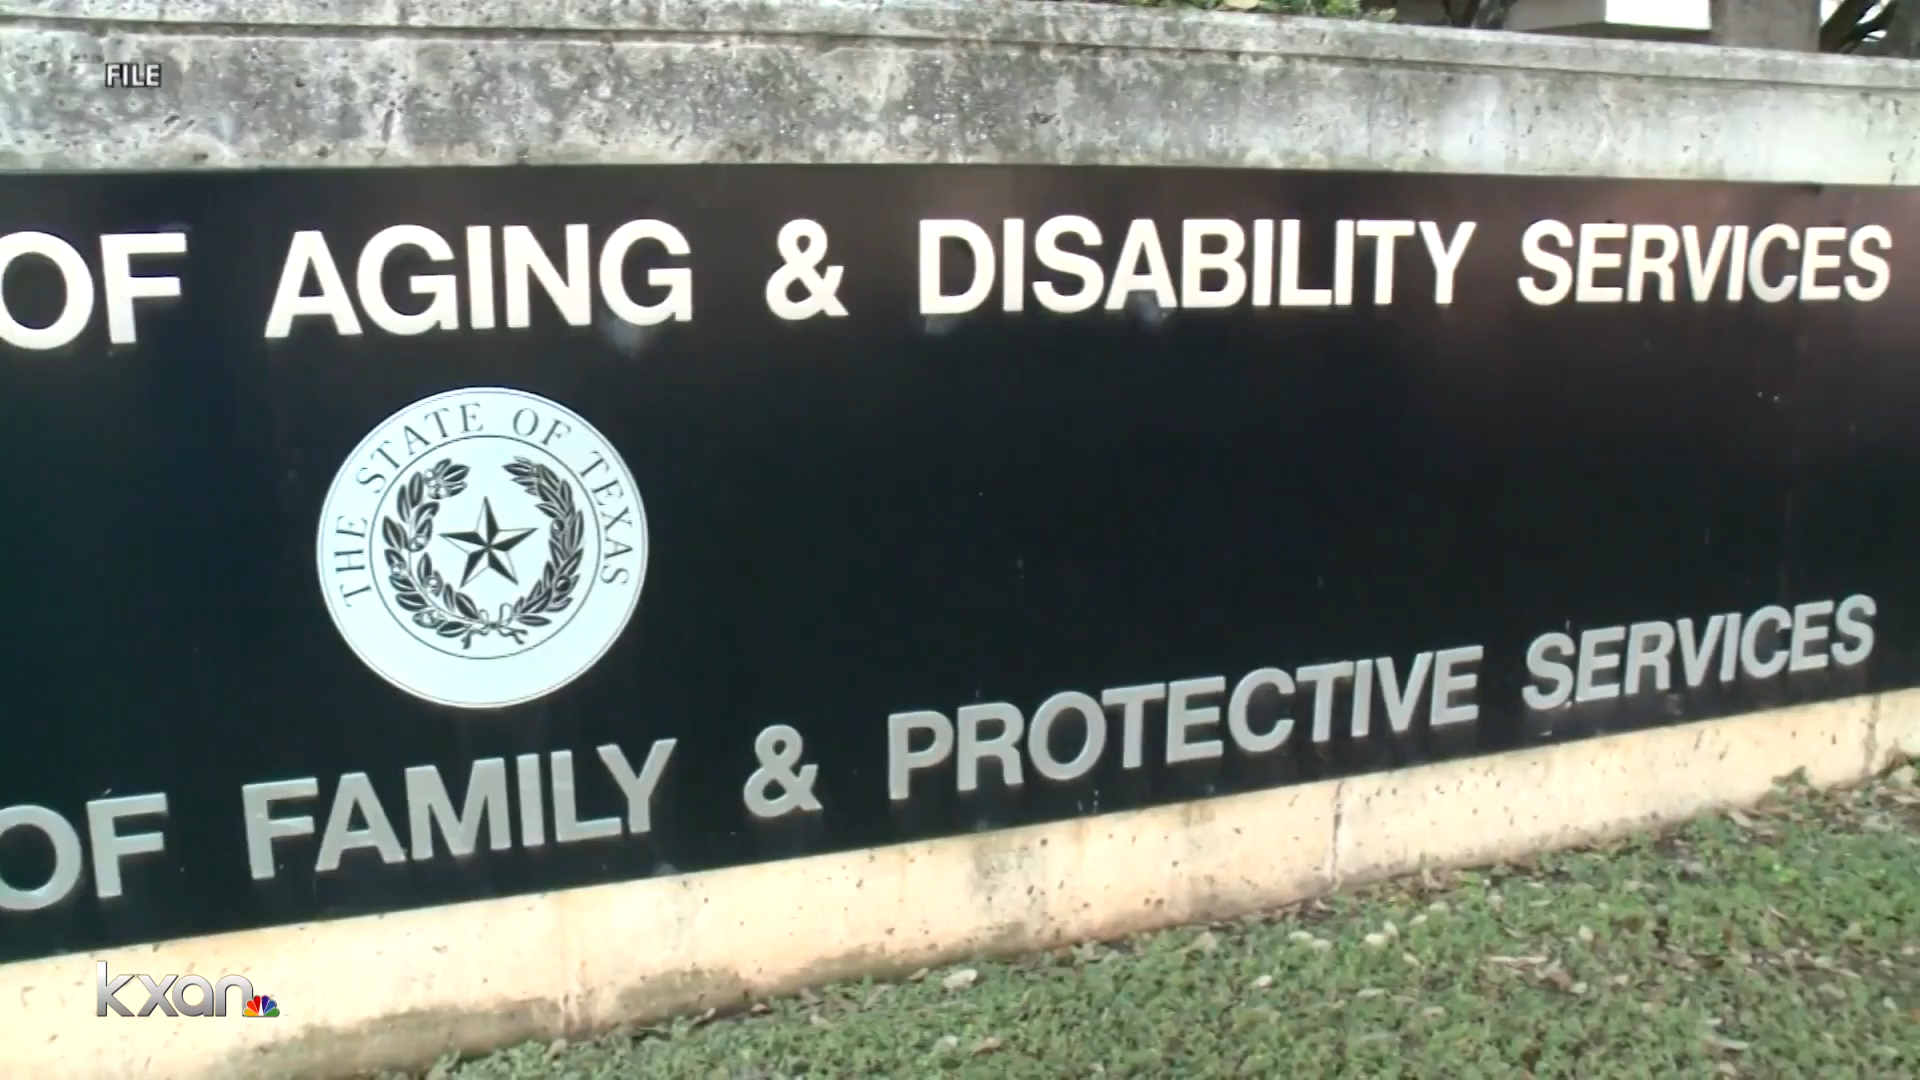 FILE
OF AGING & DISABILITY SERVICES
THE STATE OF TEXAS
OF FAMILY & PROTECTIVE SERVICES
kxan